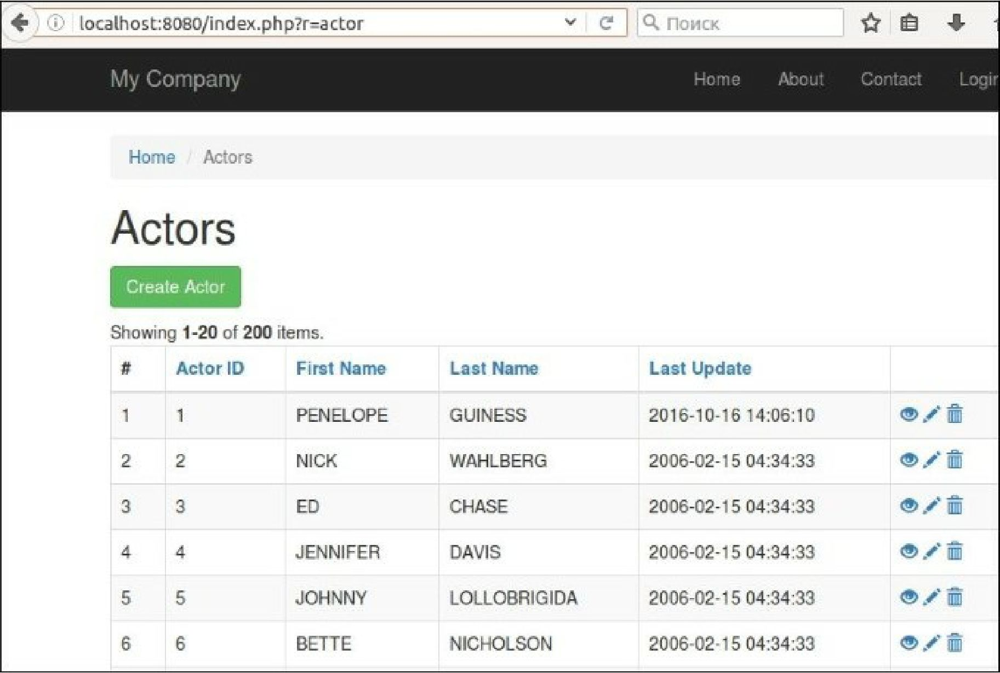 localhost:8080/index.php?r=actor Поиск
My Company Home About Contact Login
Home / Actors
Actors
Create Actor
Showing 1-20 of 200 items.
# Actor ID First Name Last Name Last Update
1 1 PENELOPE GUINESS 2016-10-16 14:06:10
2 2 NICK WAHLBERG 2006-02-15 04:34:33
3 3 ED CHASE 2006-02-15 04:34:33
4 4 JENNIFER DAVIS 2006-02-15 04:34:33
5 5 JOHNNY LOLLOBRIGIDA 2006-02-15 04:34:33
6 6 BETTE NICHOLSON 2006-02-15 04:34:33